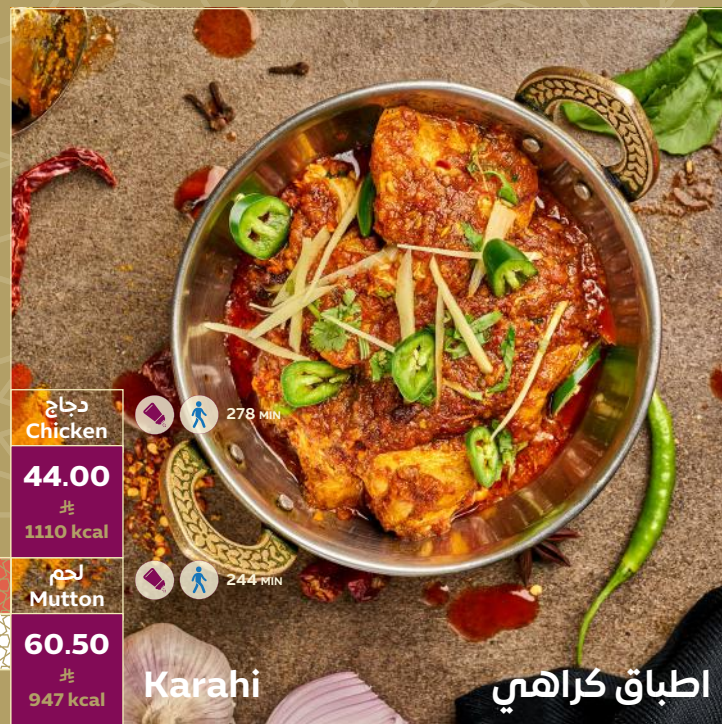 دجاج
Chicken
278 MIN
44.00
1110 kcal
لحم
Mutton
244 MIN
60.50
947 kcal
Karahi
اطباق كراهي